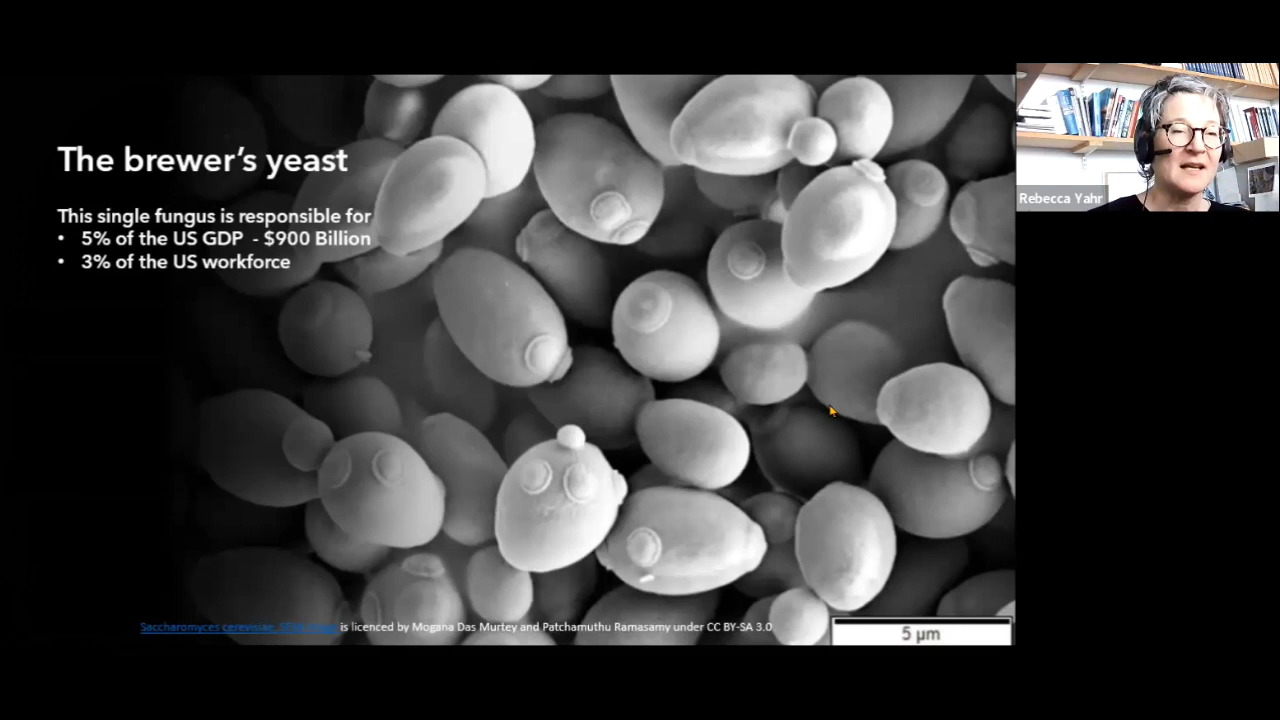 The brewer's yeast
This single fungus is responsible for
• 5% of the US GDP - $900 Billion
• 3% of the US workforce
Rebecca Yahr
Saccharomyces cerevisiae, SEM image is licenced by Mogana Das Murtey and Patchamuthu Ramasamy under CC BY-SA 3.0
5 µm